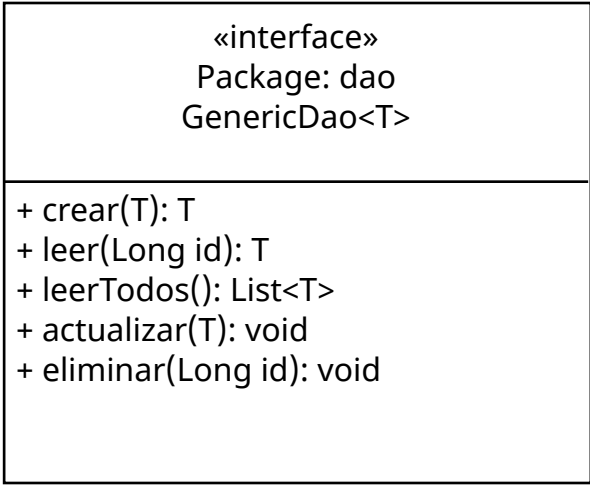 «interface»
Package: dao
GenericDao<T>
+ crear(T): T
+ leer(Long id): T
+ leerTodos(): List<T>
+ actualizar(T): void
+ eliminar(Long id): void